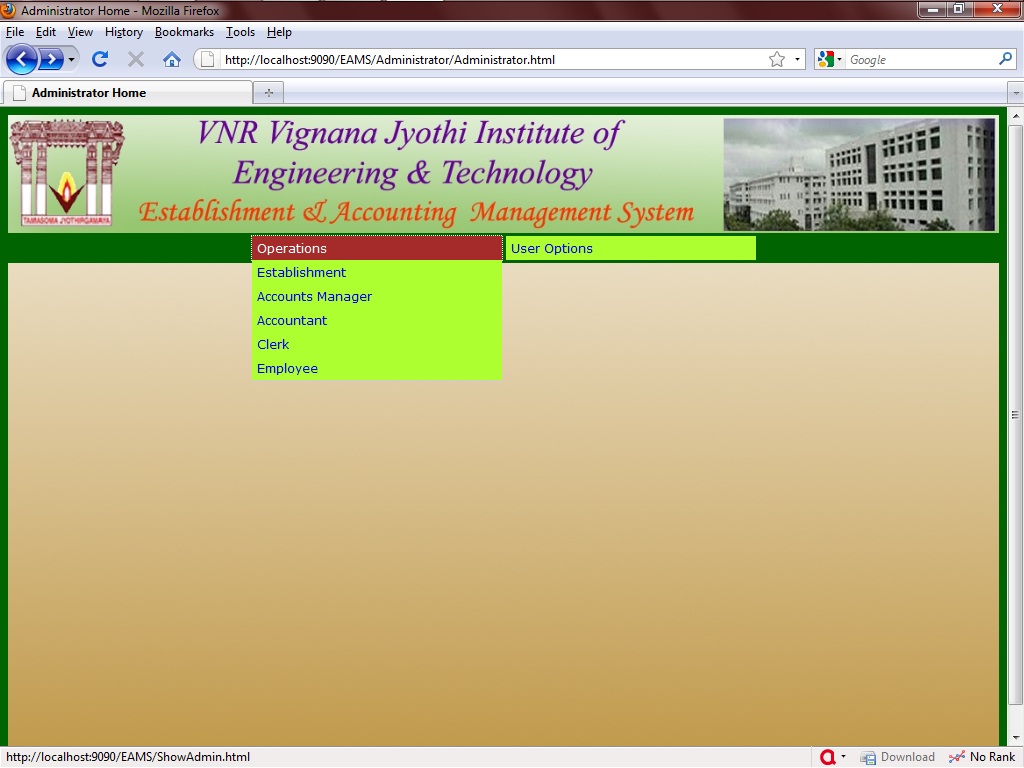 Administrator Home - Mozilla Firefox
File Edit View History Bookmarks Tools Help
http://localhost:9090/EAMS/Administrator/Administrator.html
Google
Administrator Home
VNR Vignana Jyothi Institute of
Engineering & Technology
Establishment & Accounting Management System
TAMASOMA JYOTHIRGAMAYA
Operations
User Options
Establishment
Accounts Manager
Accountant
Clerk
Employee
http://localhost:9090/EAMS/ShowAdmin.html
Download
No Rank